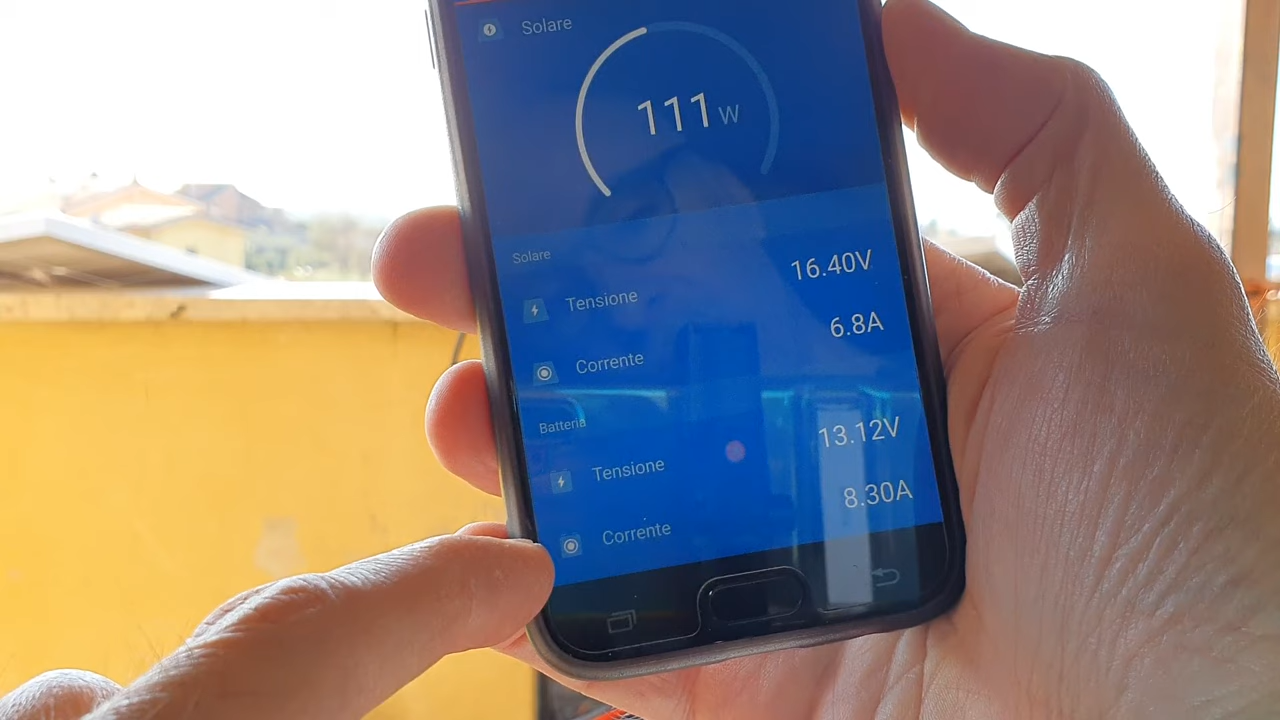 Solare
111 W
Solare
Tensione 16.40V
Corrente 6.8A
Batteria
Tensione 13.12V
Corrente 8.30A